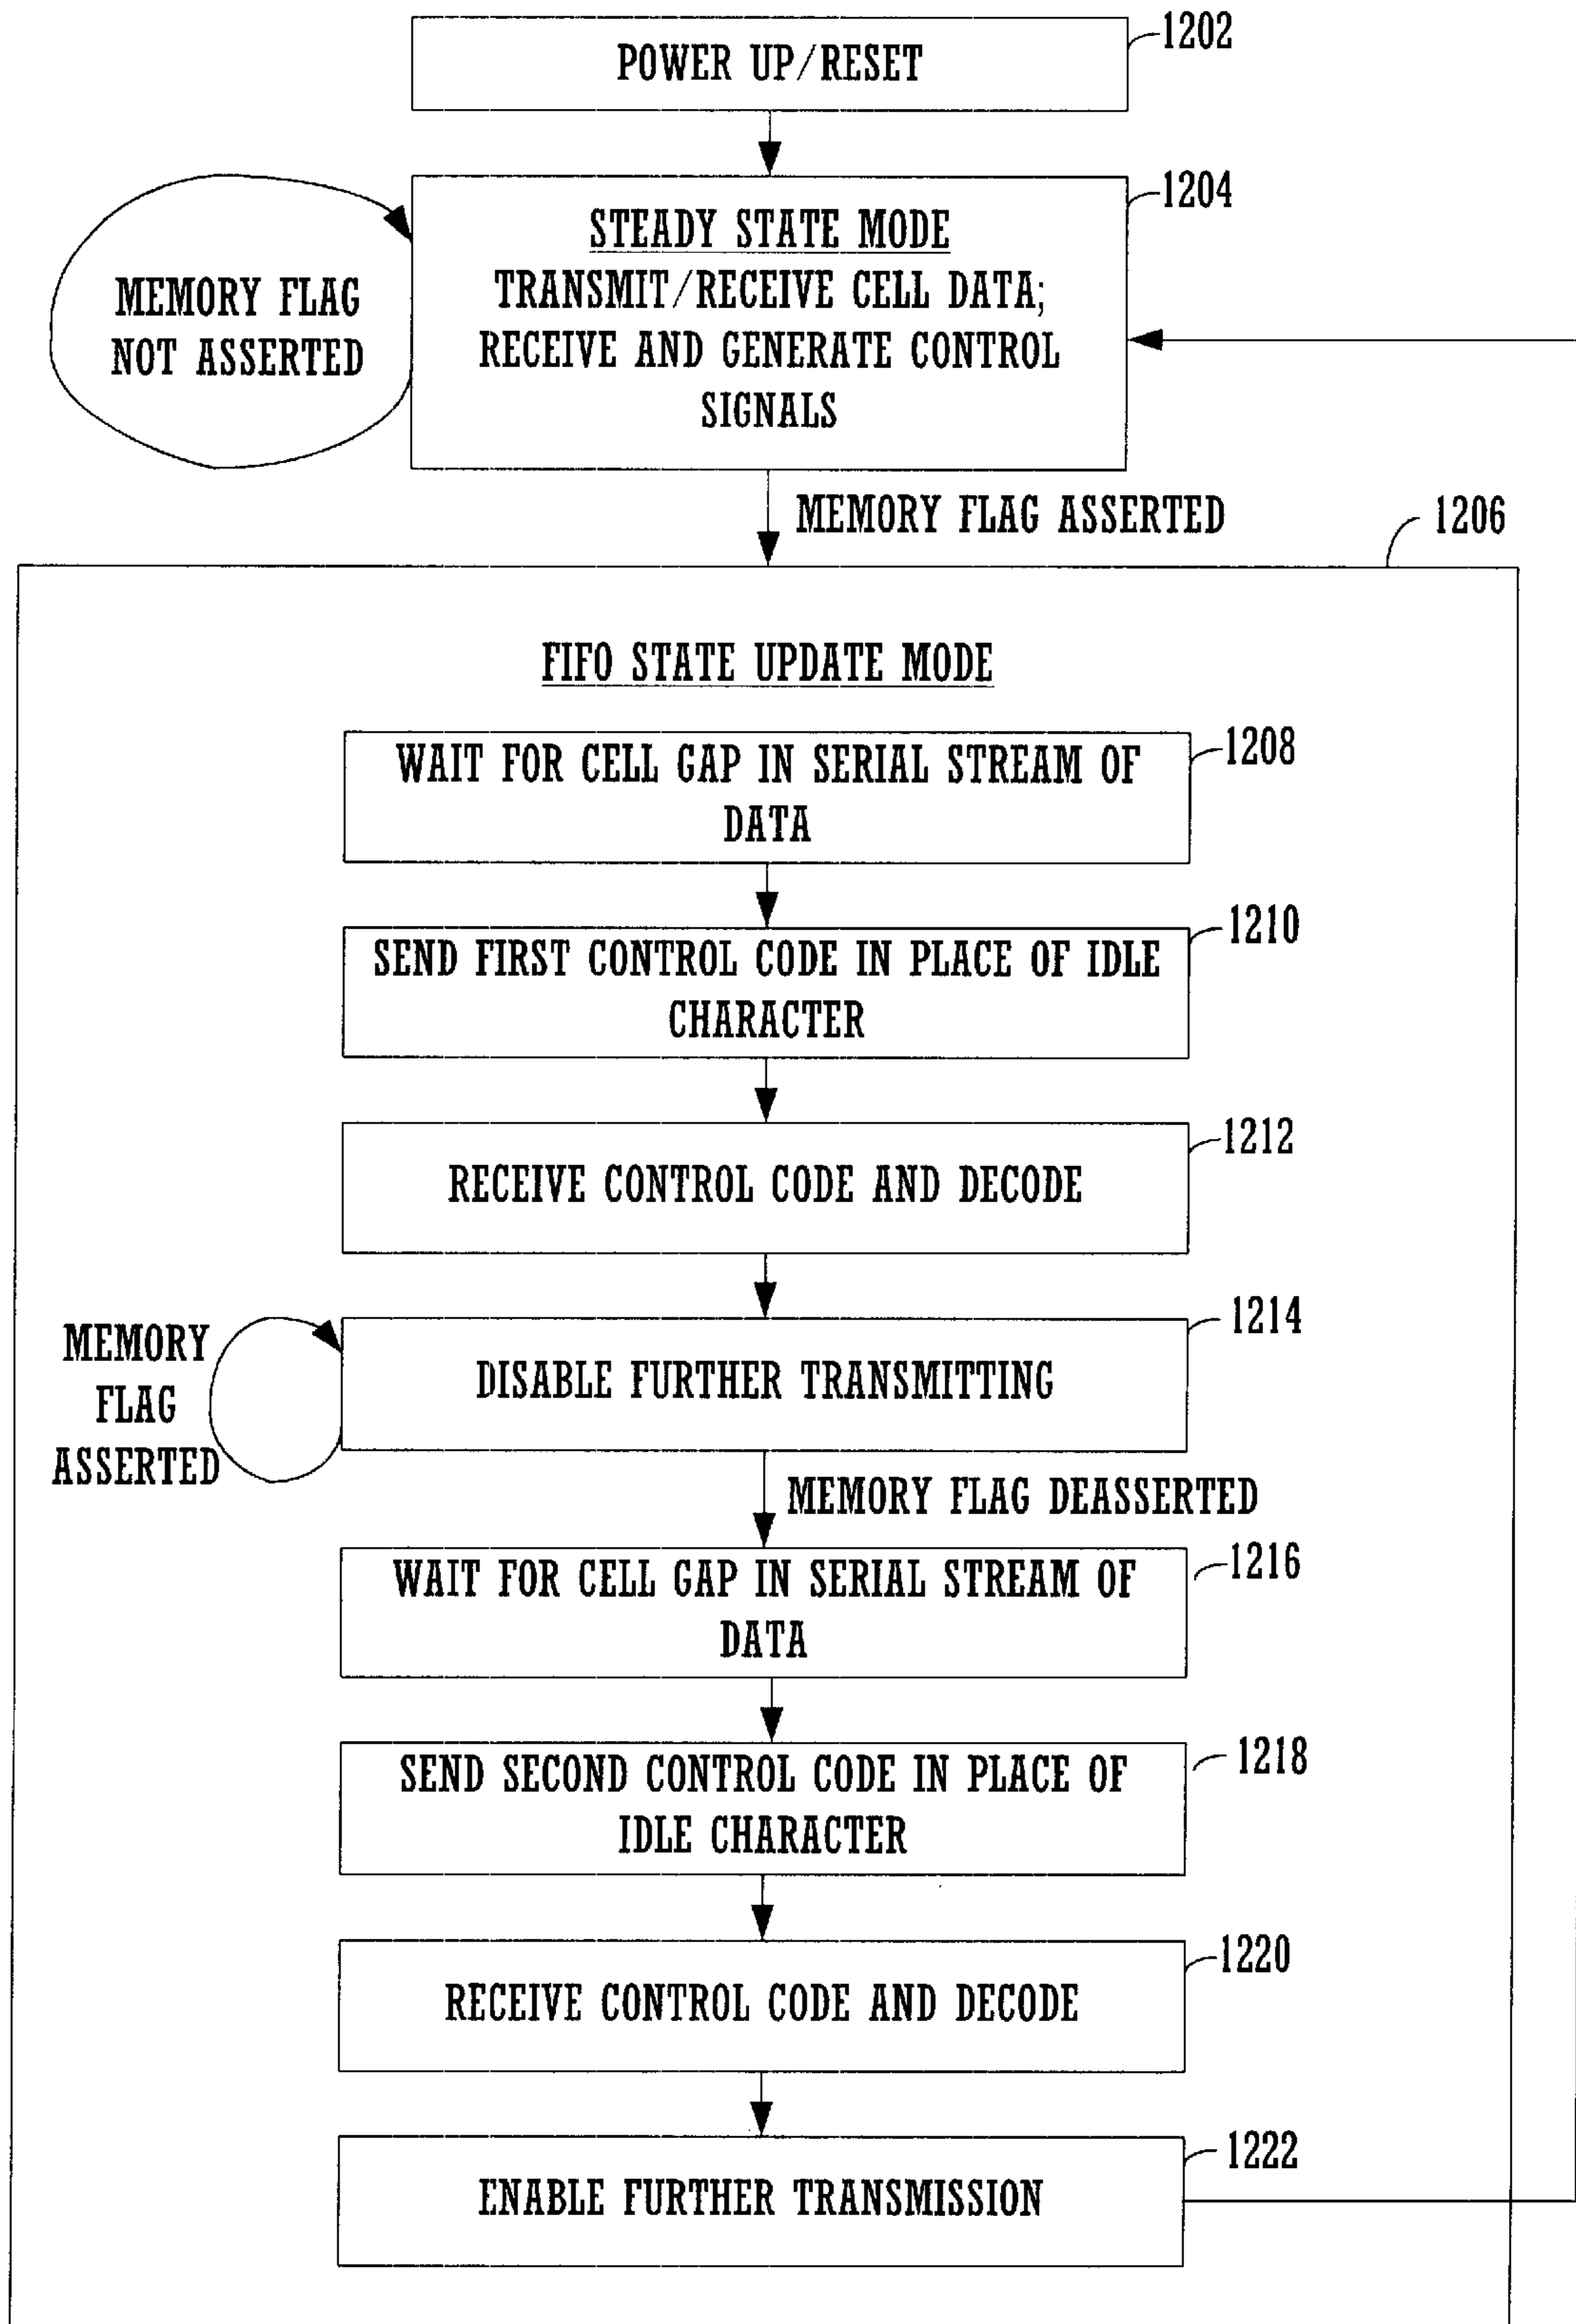 1202
POWER UP/RESET
1204
STEADY STATE MODE
TRANSMIT/RECEIVE CELL DATA;
RECEIVE AND GENERATE CONTROL
SIGNALS
MEMORY FLAG
NOT ASSERTED
MEMORY FLAG ASSERTED
1206
FIFO STATE UPDATE MODE
1208
WAIT FOR CELL GAP IN SERIAL STREAM OF
DATA
1210
SEND FIRST CONTROL CODE IN PLACE OF IDLE
CHARACTER
1212
RECEIVE CONTROL CODE AND DECODE
1214
DISABLE FURTHER TRANSMITTING
MEMORY
FLAG
ASSERTED
MEMORY FLAG DEASSERTED
1216
WAIT FOR CELL GAP IN SERIAL STREAM OF
DATA
1218
SEND SECOND CONTROL CODE IN PLACE OF
IDLE CHARACTER
1220
RECEIVE CONTROL CODE AND DECODE
1222
ENABLE FURTHER TRANSMISSION